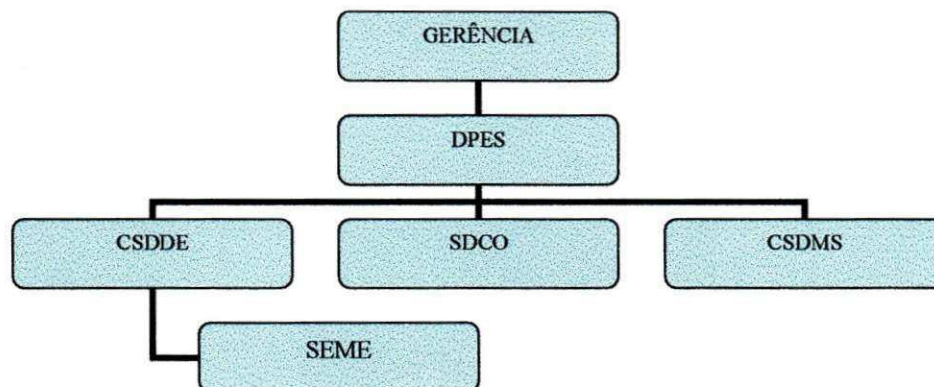 GERÊNCIA
DPES
CSDDE
SDCO
CSDMS
SEME